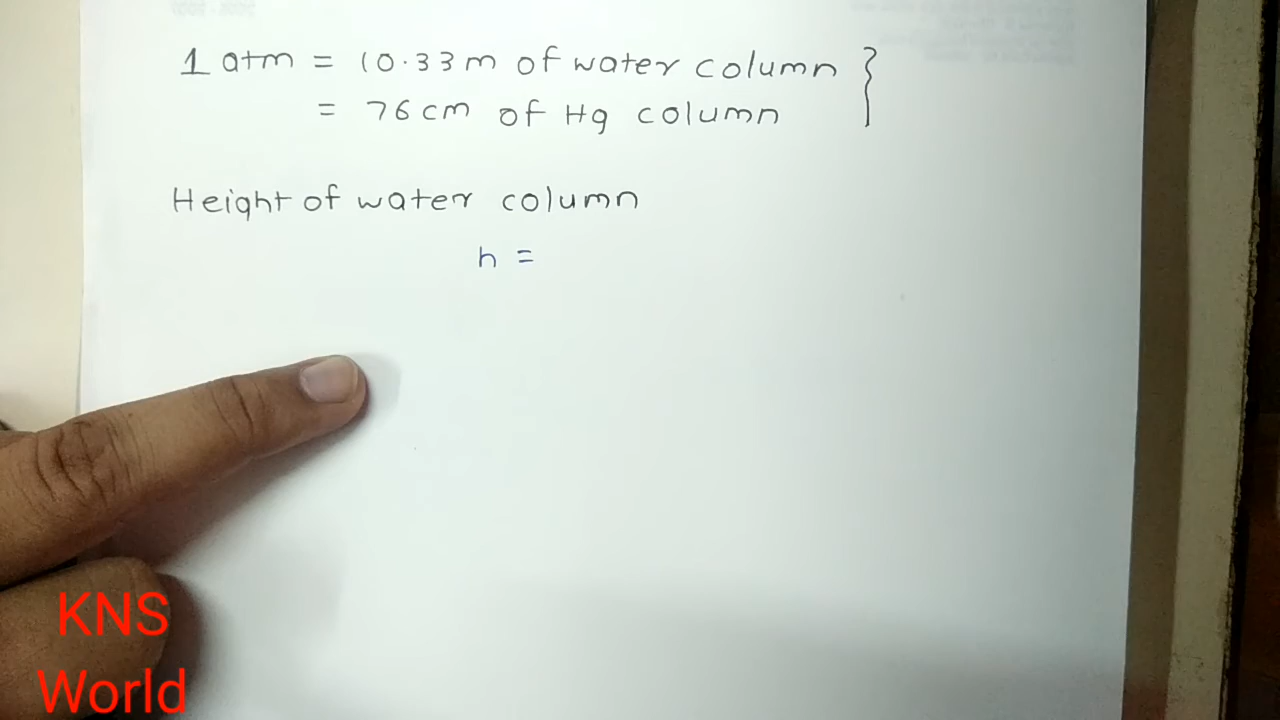 1 atm = 10.33 m of water column
= 76 cm of Hg column
Height of water column
h =
KNS
World